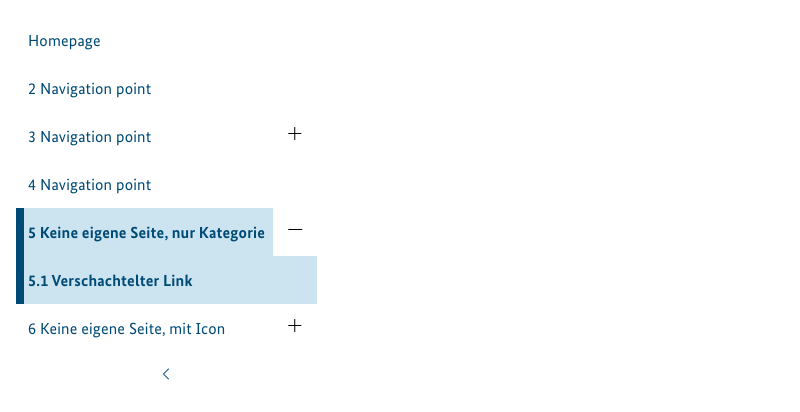 Homepage
2 Navigation point
3 Navigation point
4 Navigation point
5 Keine eigene Seite, nur Kategorie
5.1 Verschachtelter Link
6 Keine eigene Seite, mit Icon